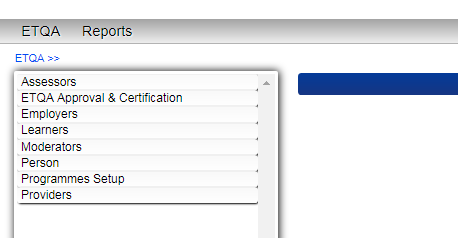 ETQA Reports
ETQA >>
Assessors
ETQA Approval & Certification
Employers
Learners
Moderators
Person
Programmes Setup
Providers